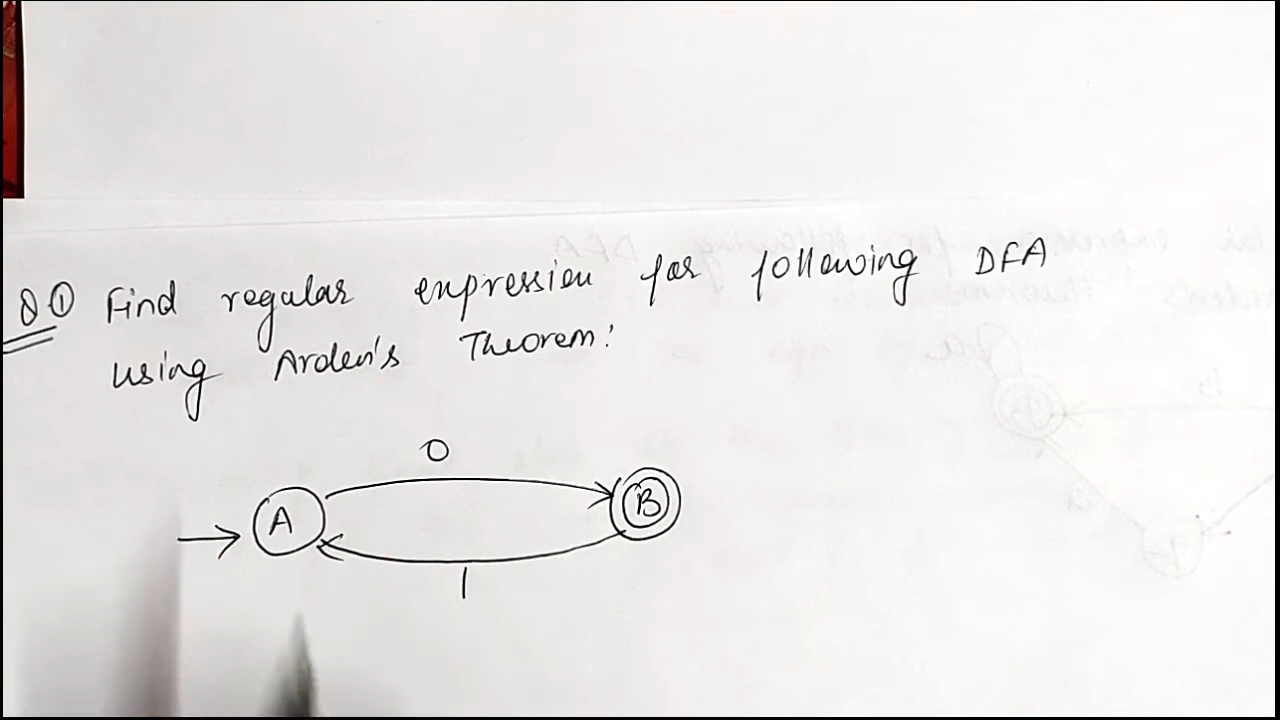 Q① Find regular expression for following DFA
using Arden's Theorem:
0
A B
1